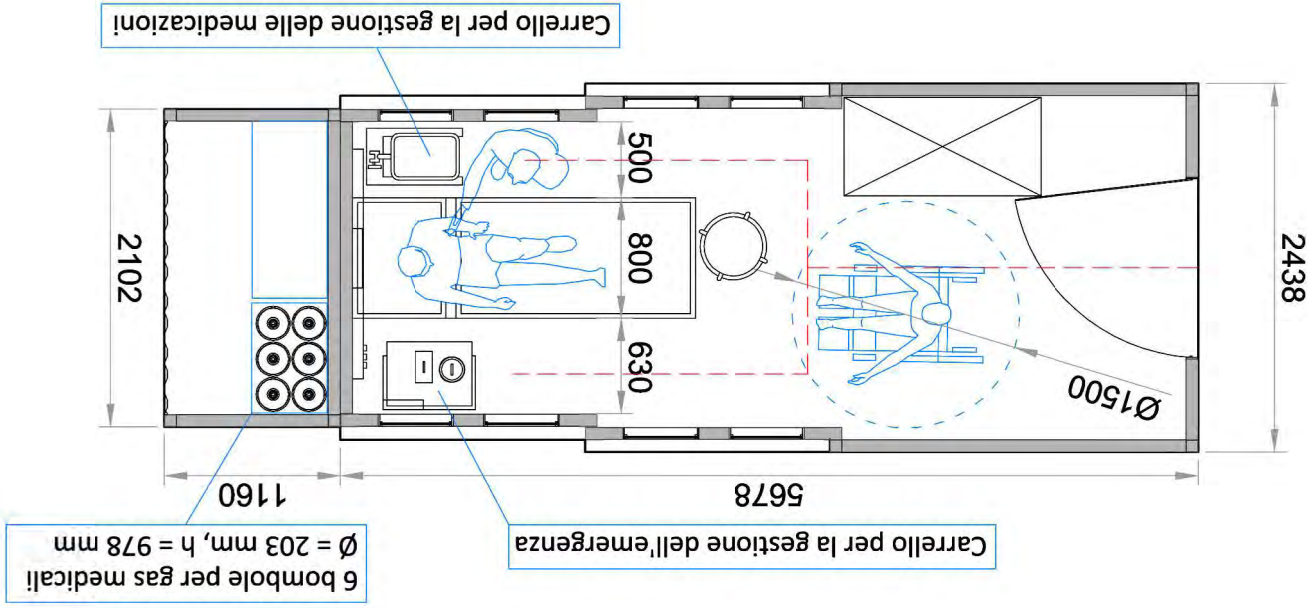 6 bombole per gas medicali
Ø = 203 mm, h = 978 mm
Carrello per la gestione dell'emergenza
5678
1160
Ø1500
630
800
500
2438
2102
Carrello per la gestione delle medicazioni